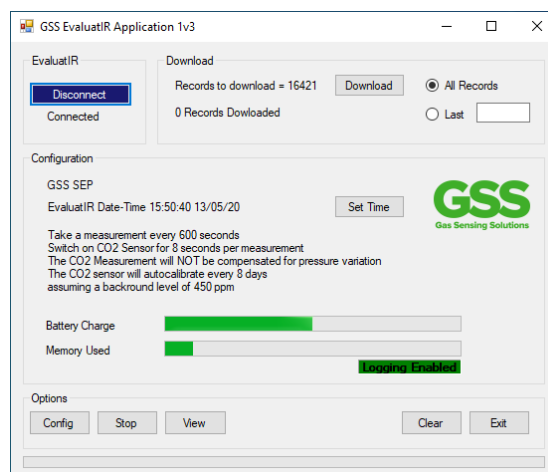 GSS EvaluatIR Application 1v3
EvaluatIR
Disconnect
Connected
Download
Records to download = 16421
Download
All Records
0 Records Dowloaded
Last
Configuration
GSS SEP
EvaluatIR Date-Time 15:50:40 13/05/20
Set Time
GSS
Gas Sensing Solutions
Take a measurement every 600 seconds
Switch on CO2 Sensor for 8 seconds per measurement
The CO2 Measurement will NOT be compensated for pressure variation
The CO2 sensor will autocalibrate every 8 days
assuming a backround level of 450 ppm
Battery Charge
Memory Used
Logging Enabled
Options
Config
Stop
View
Clear
Exit